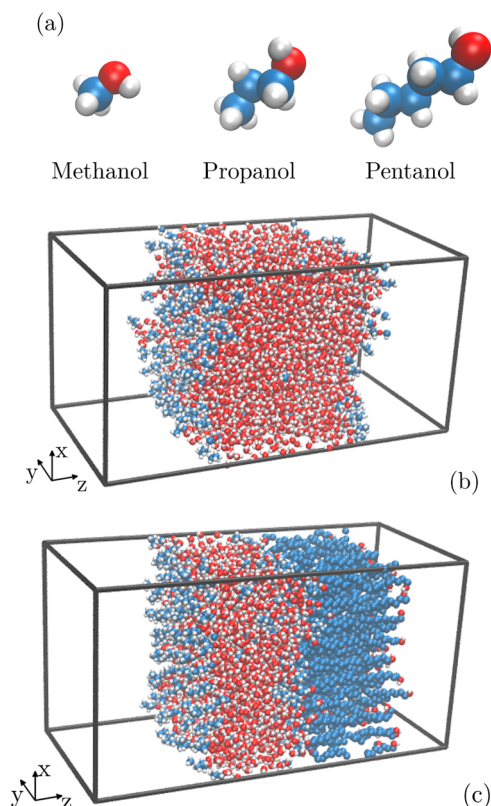 (a)
Methanol Propanol Pentanol
x
y z
(b)
x
y z
(c)